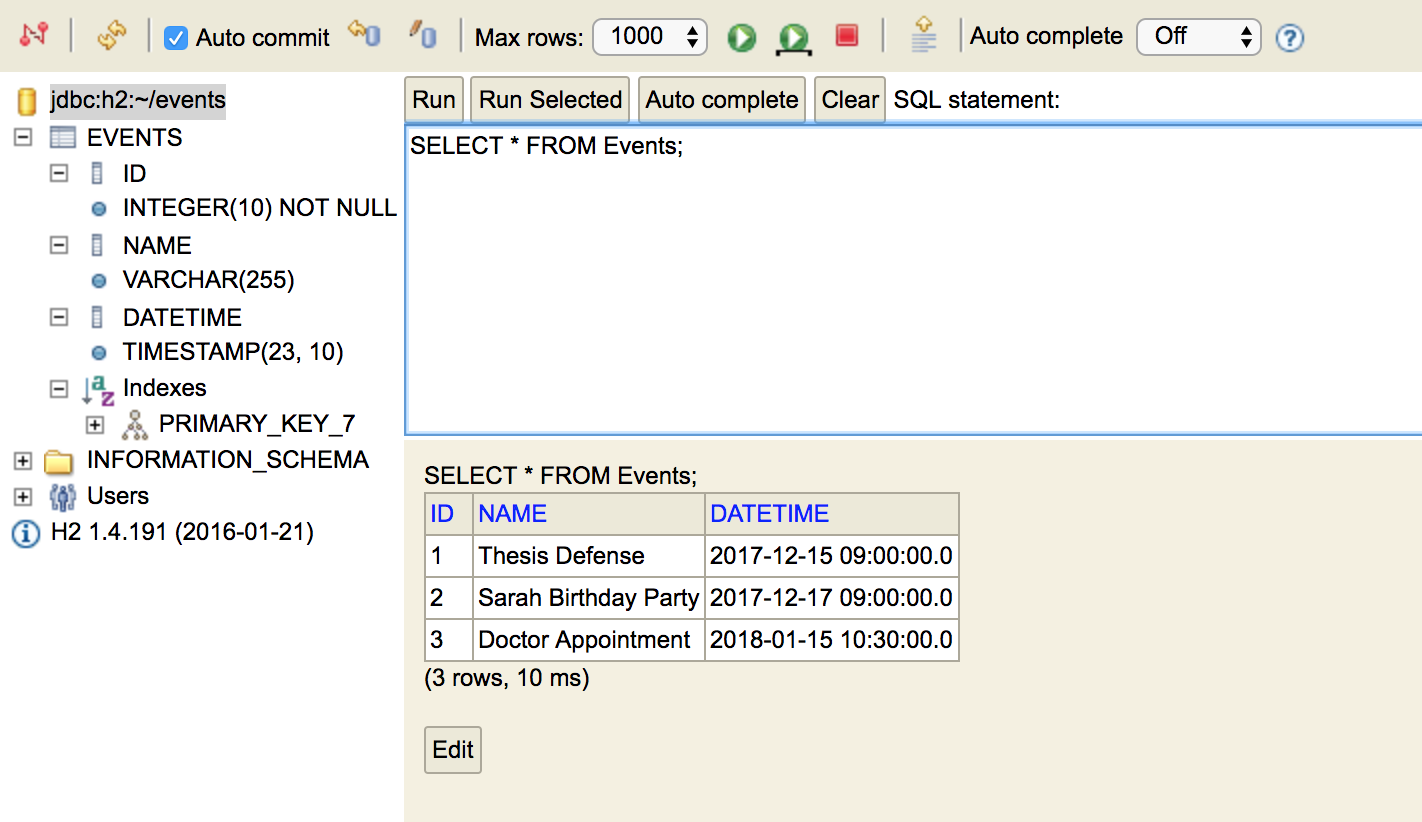 Auto commit Max rows: 1000 Auto complete Off ?
jdbc:h2:~/events
EVENTS
ID
INTEGER(10) NOT NULL
NAME
VARCHAR(255)
DATETIME
TIMESTAMP(23, 10)
Indexes
PRIMARY_KEY_7
INFORMATION_SCHEMA
Users
H2 1.4.191 (2016-01-21)
Run Run Selected Auto complete Clear SQL statement:
SELECT * FROM Events;
SELECT * FROM Events;
ID NAME DATETIME
1 Thesis Defense 2017-12-15 09:00:00.0
2 Sarah Birthday Party 2017-12-17 09:00:00.0
3 Doctor Appointment 2018-01-15 10:30:00.0
(3 rows, 10 ms)
Edit